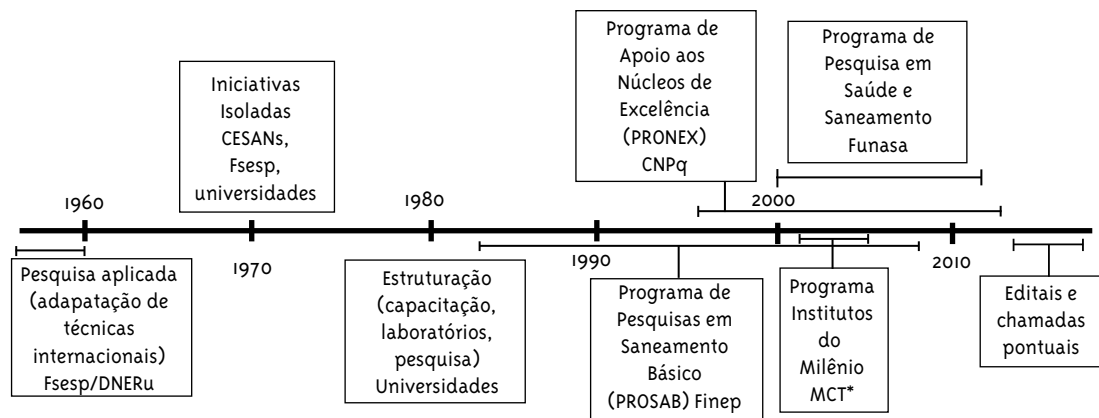 Programa de
Apoio aos
Núcleos de
Excelência
(PRONEX)
CNPq
Programa de
Pesquisa em
Saúde e
Saneamento
Funasa
Iniciativas
Isoladas
CESANs,
Fsesp,
universidades
1960
1970
1980
1990
2000
2010
Pesquisa aplicada
(adapatação de
técnicas
internacionais)
Fsesp/DNERu
Estruturação
(capacitação,
laboratórios,
pesquisa)
Universidades
Programa de
Pesquisas em
Saneamento
Básico
(PROSAB) Finep
Programa
Institutos
do
Milênio
MCT*
Editais e
chamadas
pontuais